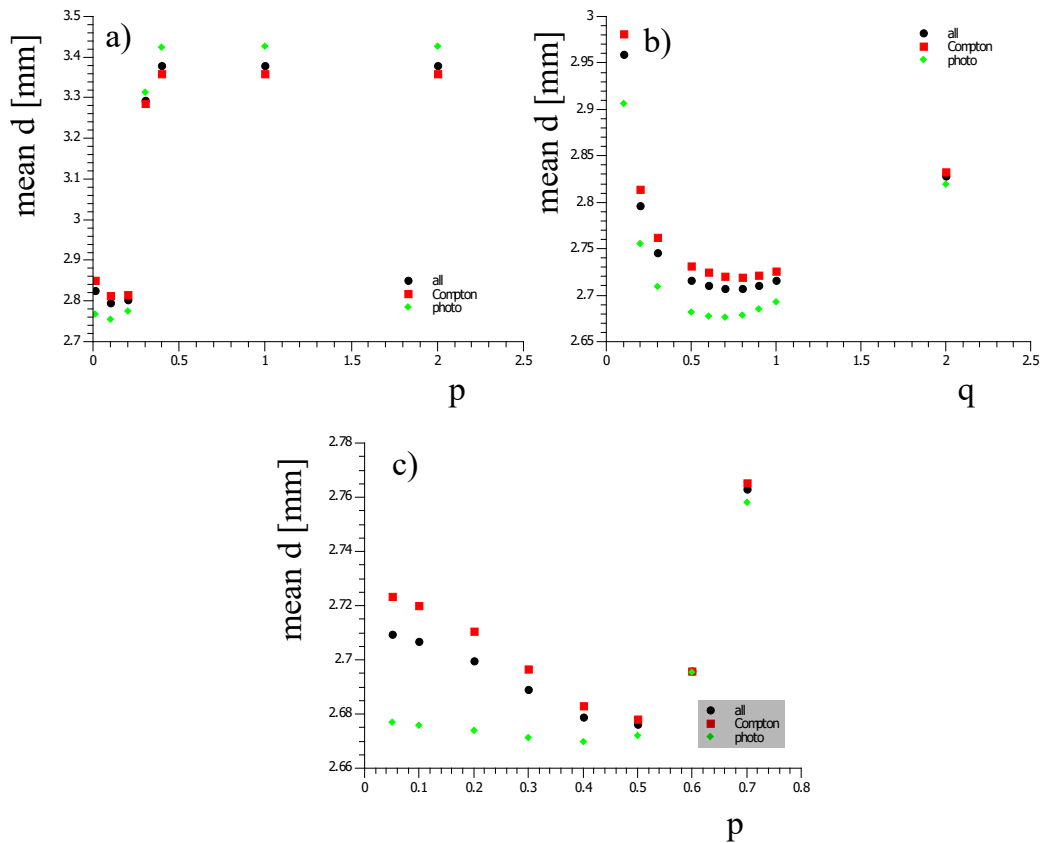 a)
mean d [mm]
3.5
3.4
3.3
3.2
3.1
3
2.9
2.8
2.7
0
0.5
1
1.5
2
2.5
p
all
Compton
photo
b)
mean d [mm]
3
2.95
2.9
2.85
2.8
2.75
2.7
2.65
0
0.5
1
1.5
2
2.5
q
all
Compton
photo
c)
mean d [mm]
2.78
2.76
2.74
2.72
2.7
2.68
2.66
0
0.1
0.2
0.3
0.4
0.5
0.6
0.7
0.8
p
all
Compton
photo